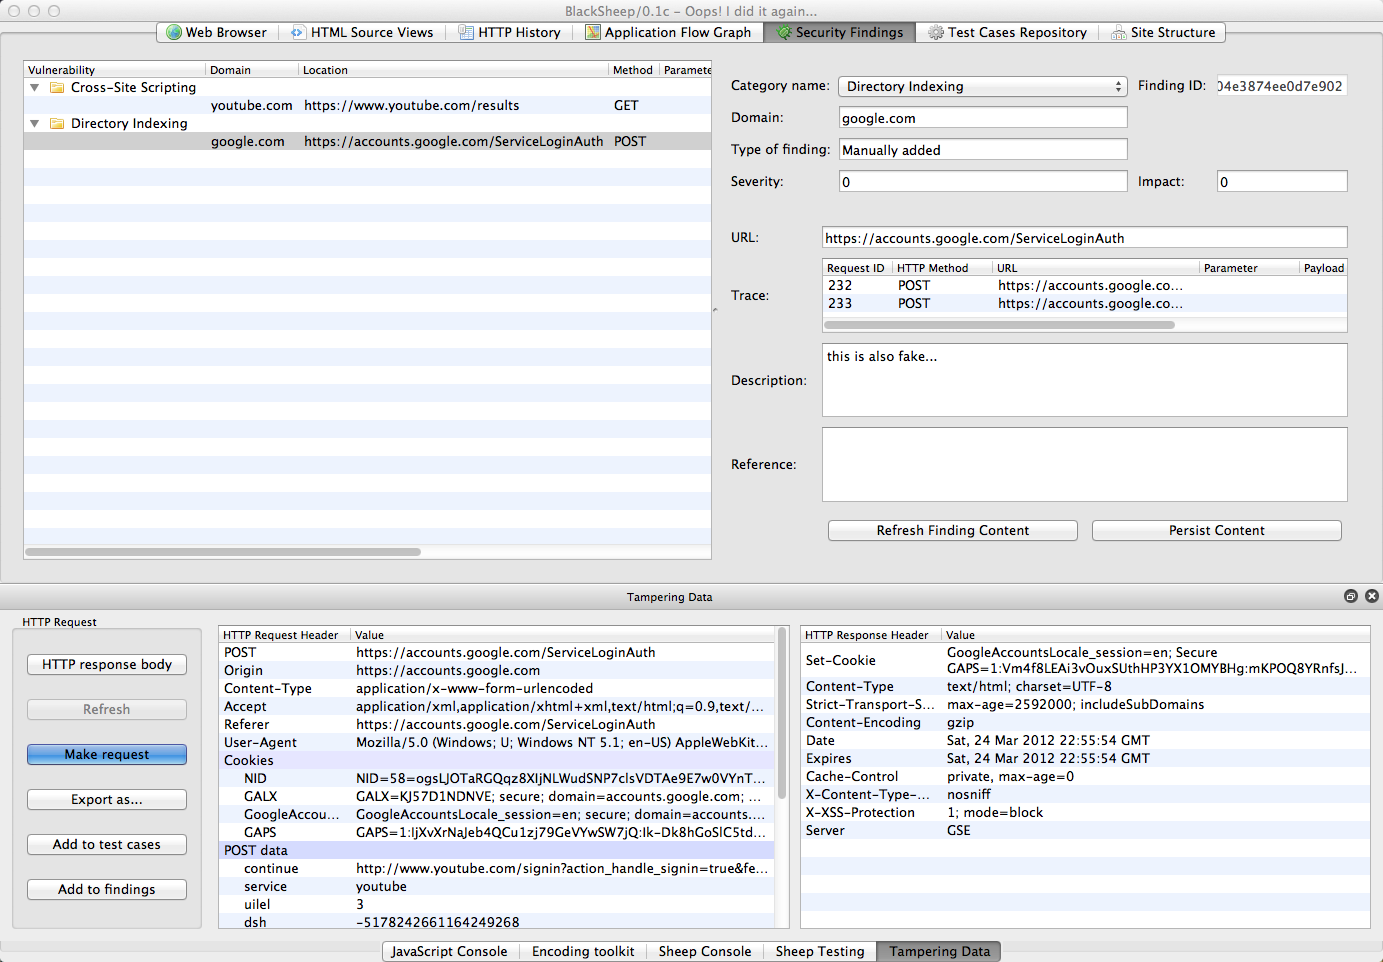 BlackSheep/0.1c - Oops! I did it again...
Web Browser HTML Source Views HTTP History Application Flow Graph Security Findings Test Cases Repository Site Structure
Vulnerability Domain Location Method Paramete
Cross-Site Scripting
youtube.com https://www.youtube.com/results GET
Directory Indexing
google.com https://accounts.google.com/ServiceLoginAuth POST
Category name: Directory Indexing Finding ID: 04e3874ee0d7e902
Domain: google.com
Type of finding: Manually added
Severity: 0 Impact: 0
URL: https://accounts.google.com/ServiceLoginAuth
Trace:
Request ID HTTP Method URL Parameter Payload
232 POST https://accounts.google.co...
233 POST https://accounts.google.co...
Description: this is also fake...
Reference:
Refresh Finding Content Persist Content
Tampering Data
HTTP Request
HTTP response body
Refresh
Make request
Export as...
Add to test cases
Add to findings
HTTP Request Header Value
POST https://accounts.google.com/ServiceLoginAuth
Origin https://accounts.google.com
Content-Type application/x-www-form-urlencoded
Accept application/xml,application/xhtml+xml,text/html;q=0.9,text/...
Referer https://accounts.google.com/ServiceLoginAuth
User-Agent Mozilla/5.0 (Windows; U; Windows NT 5.1; en-US) AppleWebKit...
Cookies
NID NID=58=ogsLJOTaRGQqz8XIjNLWudSNP7clsVDTAe9E7w0VYnT...
GALX GALX=KJ57D1NDNVE; secure; domain=accounts.google.com; ...
GoogleAccou... GoogleAccountsLocale_session=en; secure; domain=accounts.
GAPS GAPS=1:ljXvXrNaJeb4QCu1zj79GeVYwSW7jQ:Ik-Dk8hGoSlC5td...
POST data
continue http://www.youtube.com/signin?action_handle_signin=true&fe...
service youtube
uilel 3
dsh -5178242661164249268
HTTP Response Header Value
Set-Cookie GoogleAccountsLocale_session=en; Secure
GAPS=1:Vm4f8LEAi3vOuxSUthHP3YX1OMYBHg:mKPOQ8YRnfsJ...
Content-Type text/html; charset=UTF-8
Strict-Transport-S... max-age=2592000; includeSubDomains
Content-Encoding gzip
Date Sat, 24 Mar 2012 22:55:54 GMT
Expires Sat, 24 Mar 2012 22:55:54 GMT
Cache-Control private, max-age=0
X-Content-Type-... nosniff
X-XSS-Protection 1; mode=block
Server GSE
JavaScript Console Encoding toolkit Sheep Console Sheep Testing Tampering Data